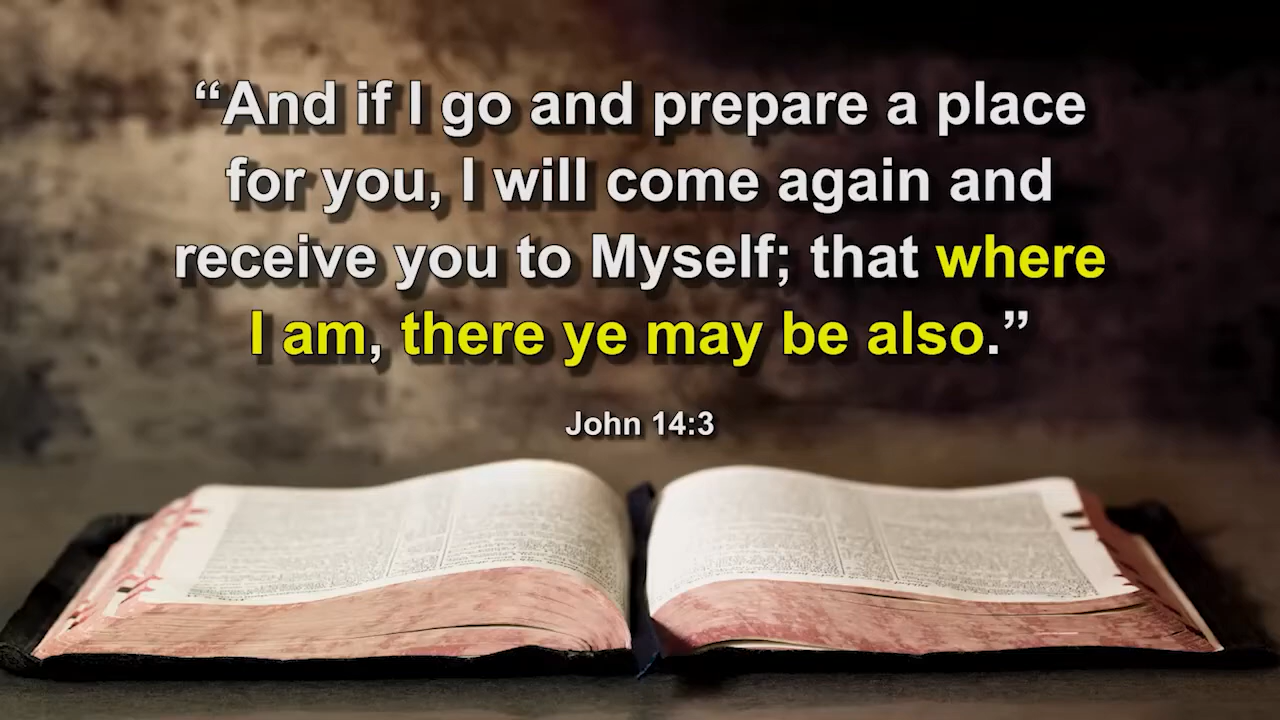 “And if I go and prepare a place
for you, I will come again and
receive you to Myself; that where
I am, there ye may be also.”
John 14:3